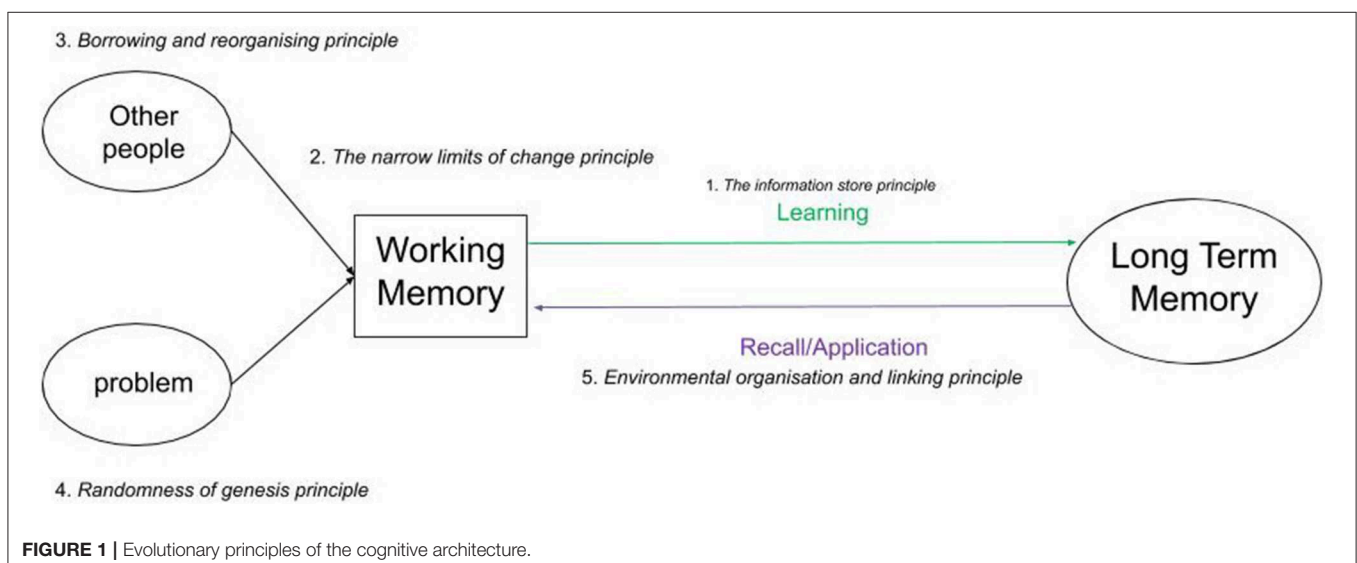 3. Borrowing and reorganising principle
Other
people
2. The narrow limits of change principle
1. The information store principle
Learning
Working
Memory
Long Term
Memory
Recall/Application
5. Environmental organisation and linking principle
problem
4. Randomness of genesis principle
FIGURE 1 | Evolutionary principles of the cognitive architecture.